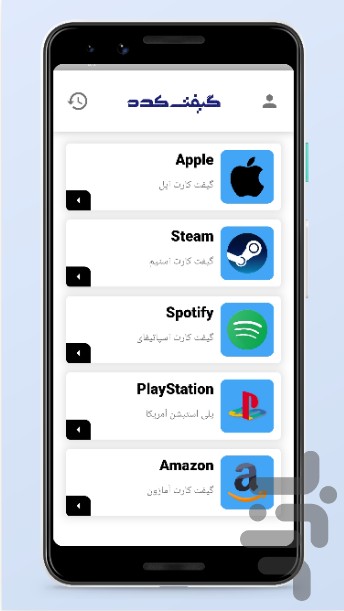 گیفت‌کده
Apple
گیفت کارت اپل
Steam
گیفت کارت استیم
Spotify
گیفت کارت اسپاتیفای
PlayStation
پلی استیشن آمریکا
Amazon
گیفت کارت آمازون